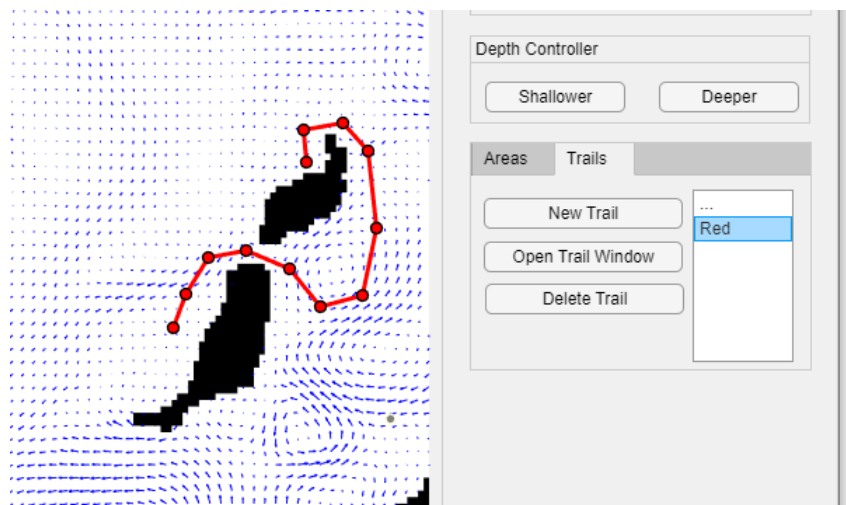 Depth Controller
Shallower Deeper
Areas Trails
New Trail
Open Trail Window
Delete Trail
...
Red